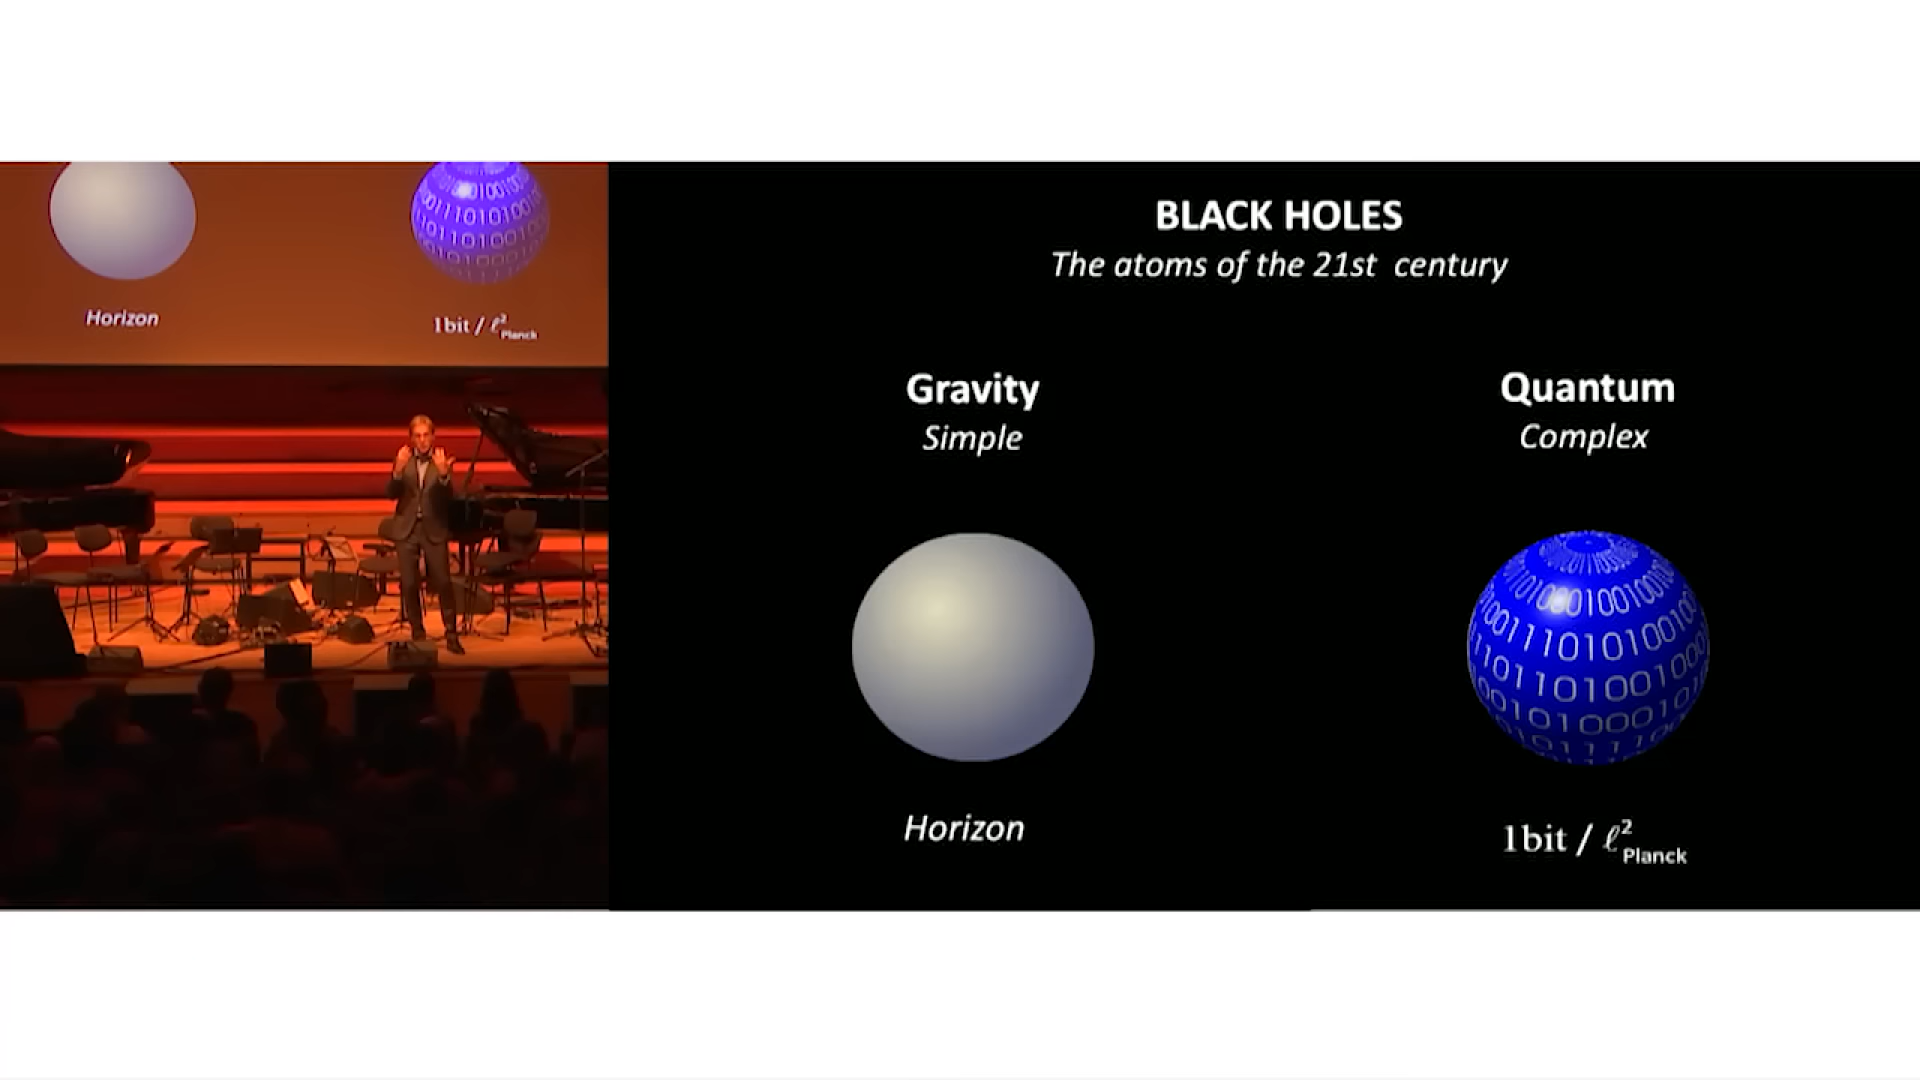 Horizon
1bit / ℓ²Planck
BLACK HOLES
The atoms of the 21st century
Gravity
Simple
Quantum
Complex
Horizon
1bit / ℓ²Planck